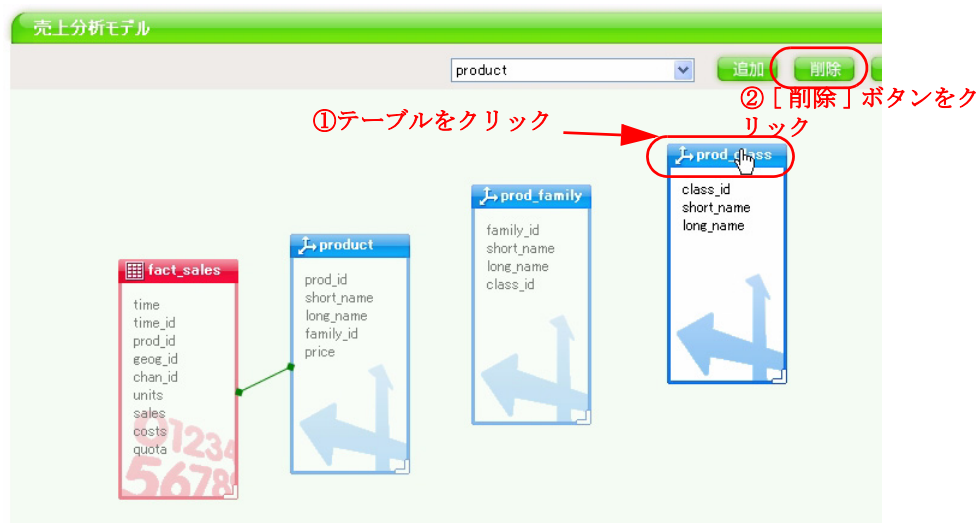 売上分析モデル
product
追加
削除
①テーブルをクリック
②[削除]ボタンをク
リック
prod_class
class_id
short_name
long_name
prod_family
family_id
short_name
long_name
class_id
product
prod_id
short_name
long_name
family_id
price
fact_sales
time
time_id
prod_id
geog_id
chan_id
units
sales
costs
quota
01234
56789